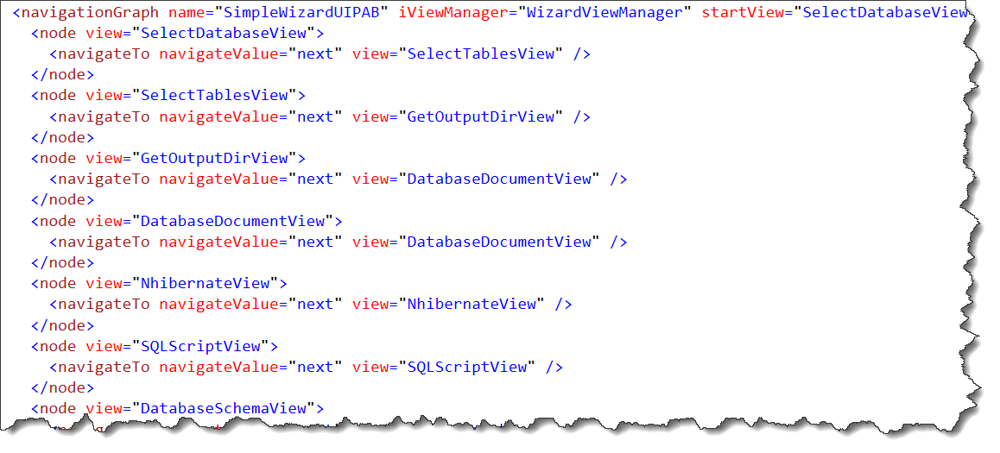 <navigationGraph name="SimpleWizardUIPAB" iViewManager="WizardViewManager" startView="SelectDatabaseView
<node view="SelectDatabaseView">
<navigateTo navigateValue="next" view="SelectTablesView" />
</node>
<node view="SelectTablesView">
<navigateTo navigateValue="next" view="GetOutputDirView" />
</node>
<node view="GetOutputDirView">
<navigateTo navigateValue="next" view="DatabaseDocumentView" />
</node>
<node view="DatabaseDocumentView">
<navigateTo navigateValue="next" view="DatabaseDocumentView" />
</node>
<node view="NhibernateView">
<navigateTo navigateValue="next" view="NhibernateView" />
</node>
<node view="SQLScriptView">
<navigateTo navigateValue="next" view="SQLScriptView" />
</node>
<node view="DatabaseSchemaView">